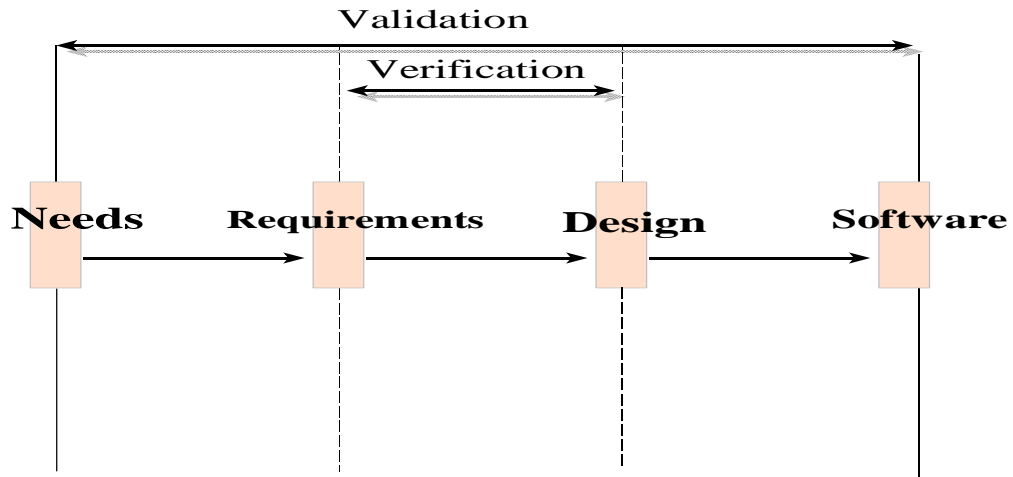 Validation
Verification
Needs
Requirements
Design
Software